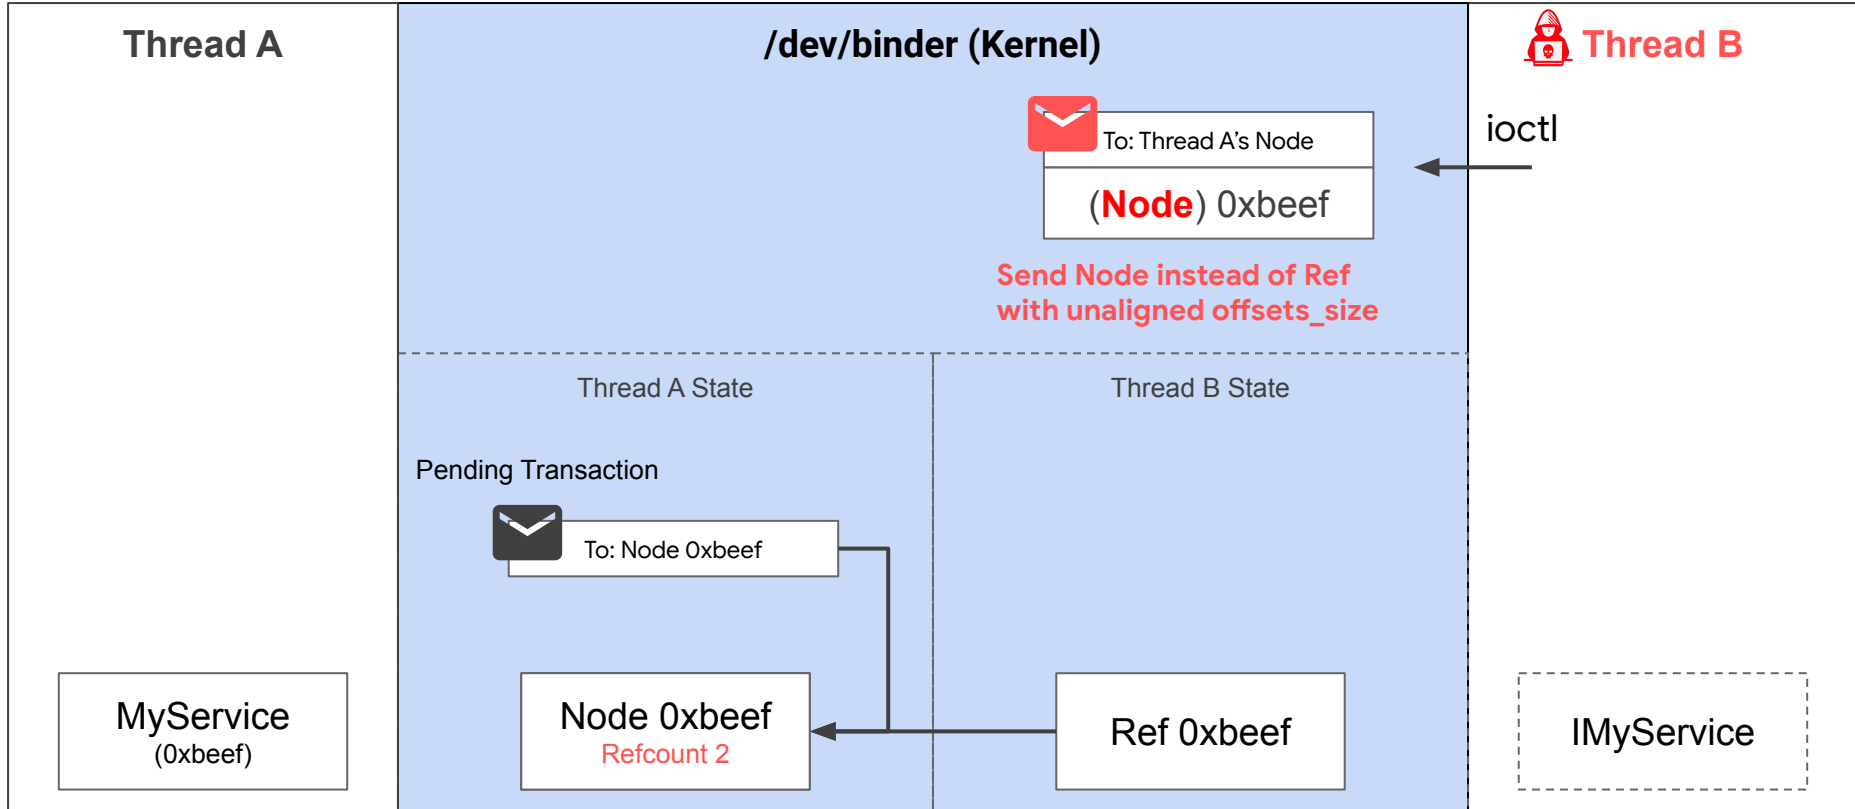 Thread A
/dev/binder (Kernel)
Thread B
To: Thread A's Node
(Node) 0xbeef
ioctl
Send Node instead of Ref
with unaligned offsets_size
Thread A State
Thread B State
Pending Transaction
To: Node 0xbeef
MyService
(0xbeef)
Node 0xbeef
Refcount 2
Ref 0xbeef
IMyService